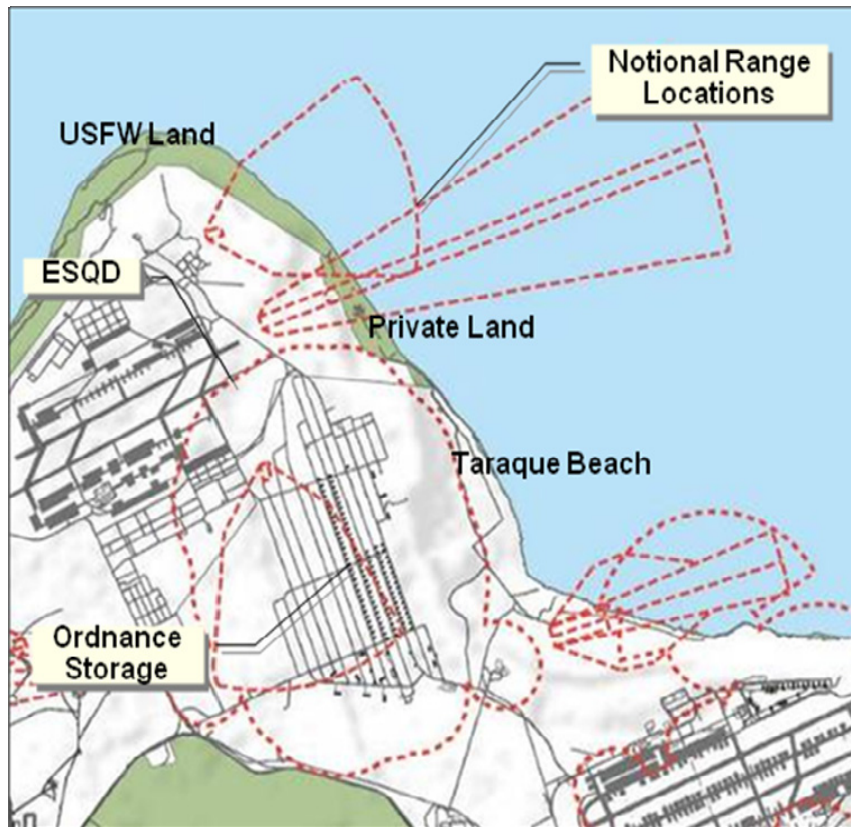 Notional Range
Locations
USFW Land
ESQD
Private Land
Taraque Beach
Ordnance
Storage